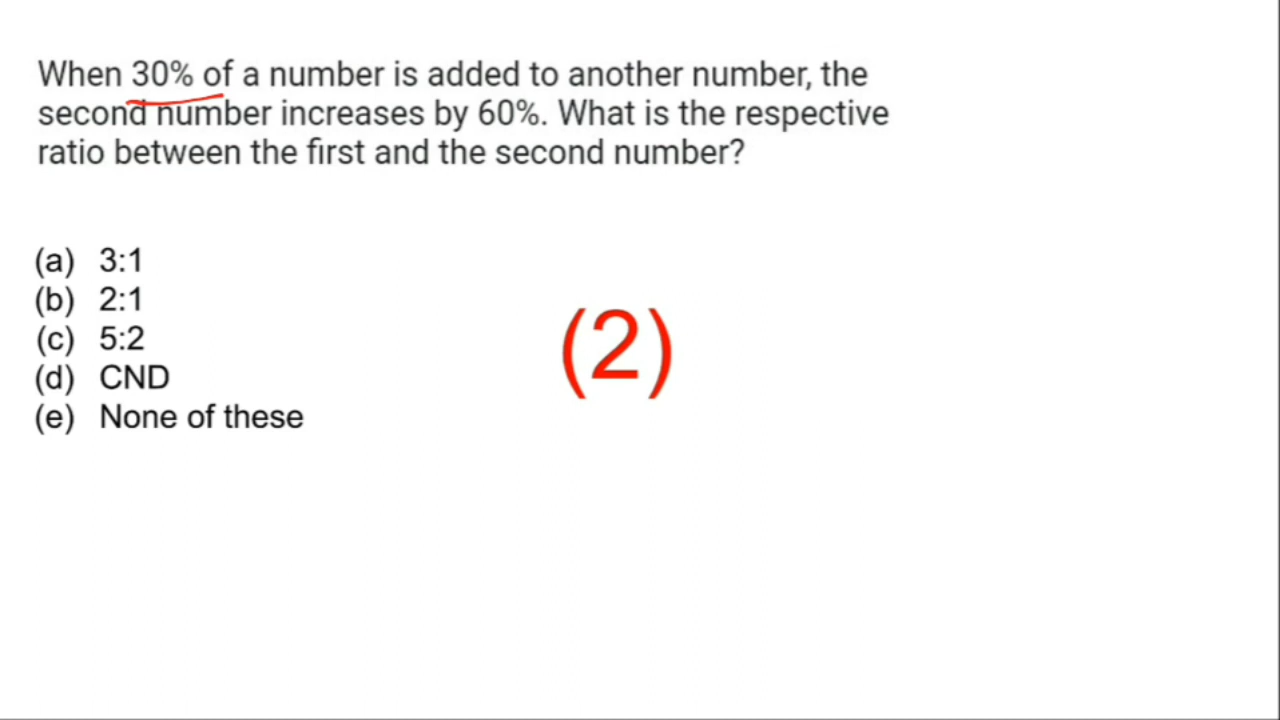 When 30% of a number is added to another number, the
second number increases by 60%. What is the respective
ratio between the first and the second number?
(a) 3:1
(b) 2:1
(c) 5:2
(d) CND
(e) None of these
(2)